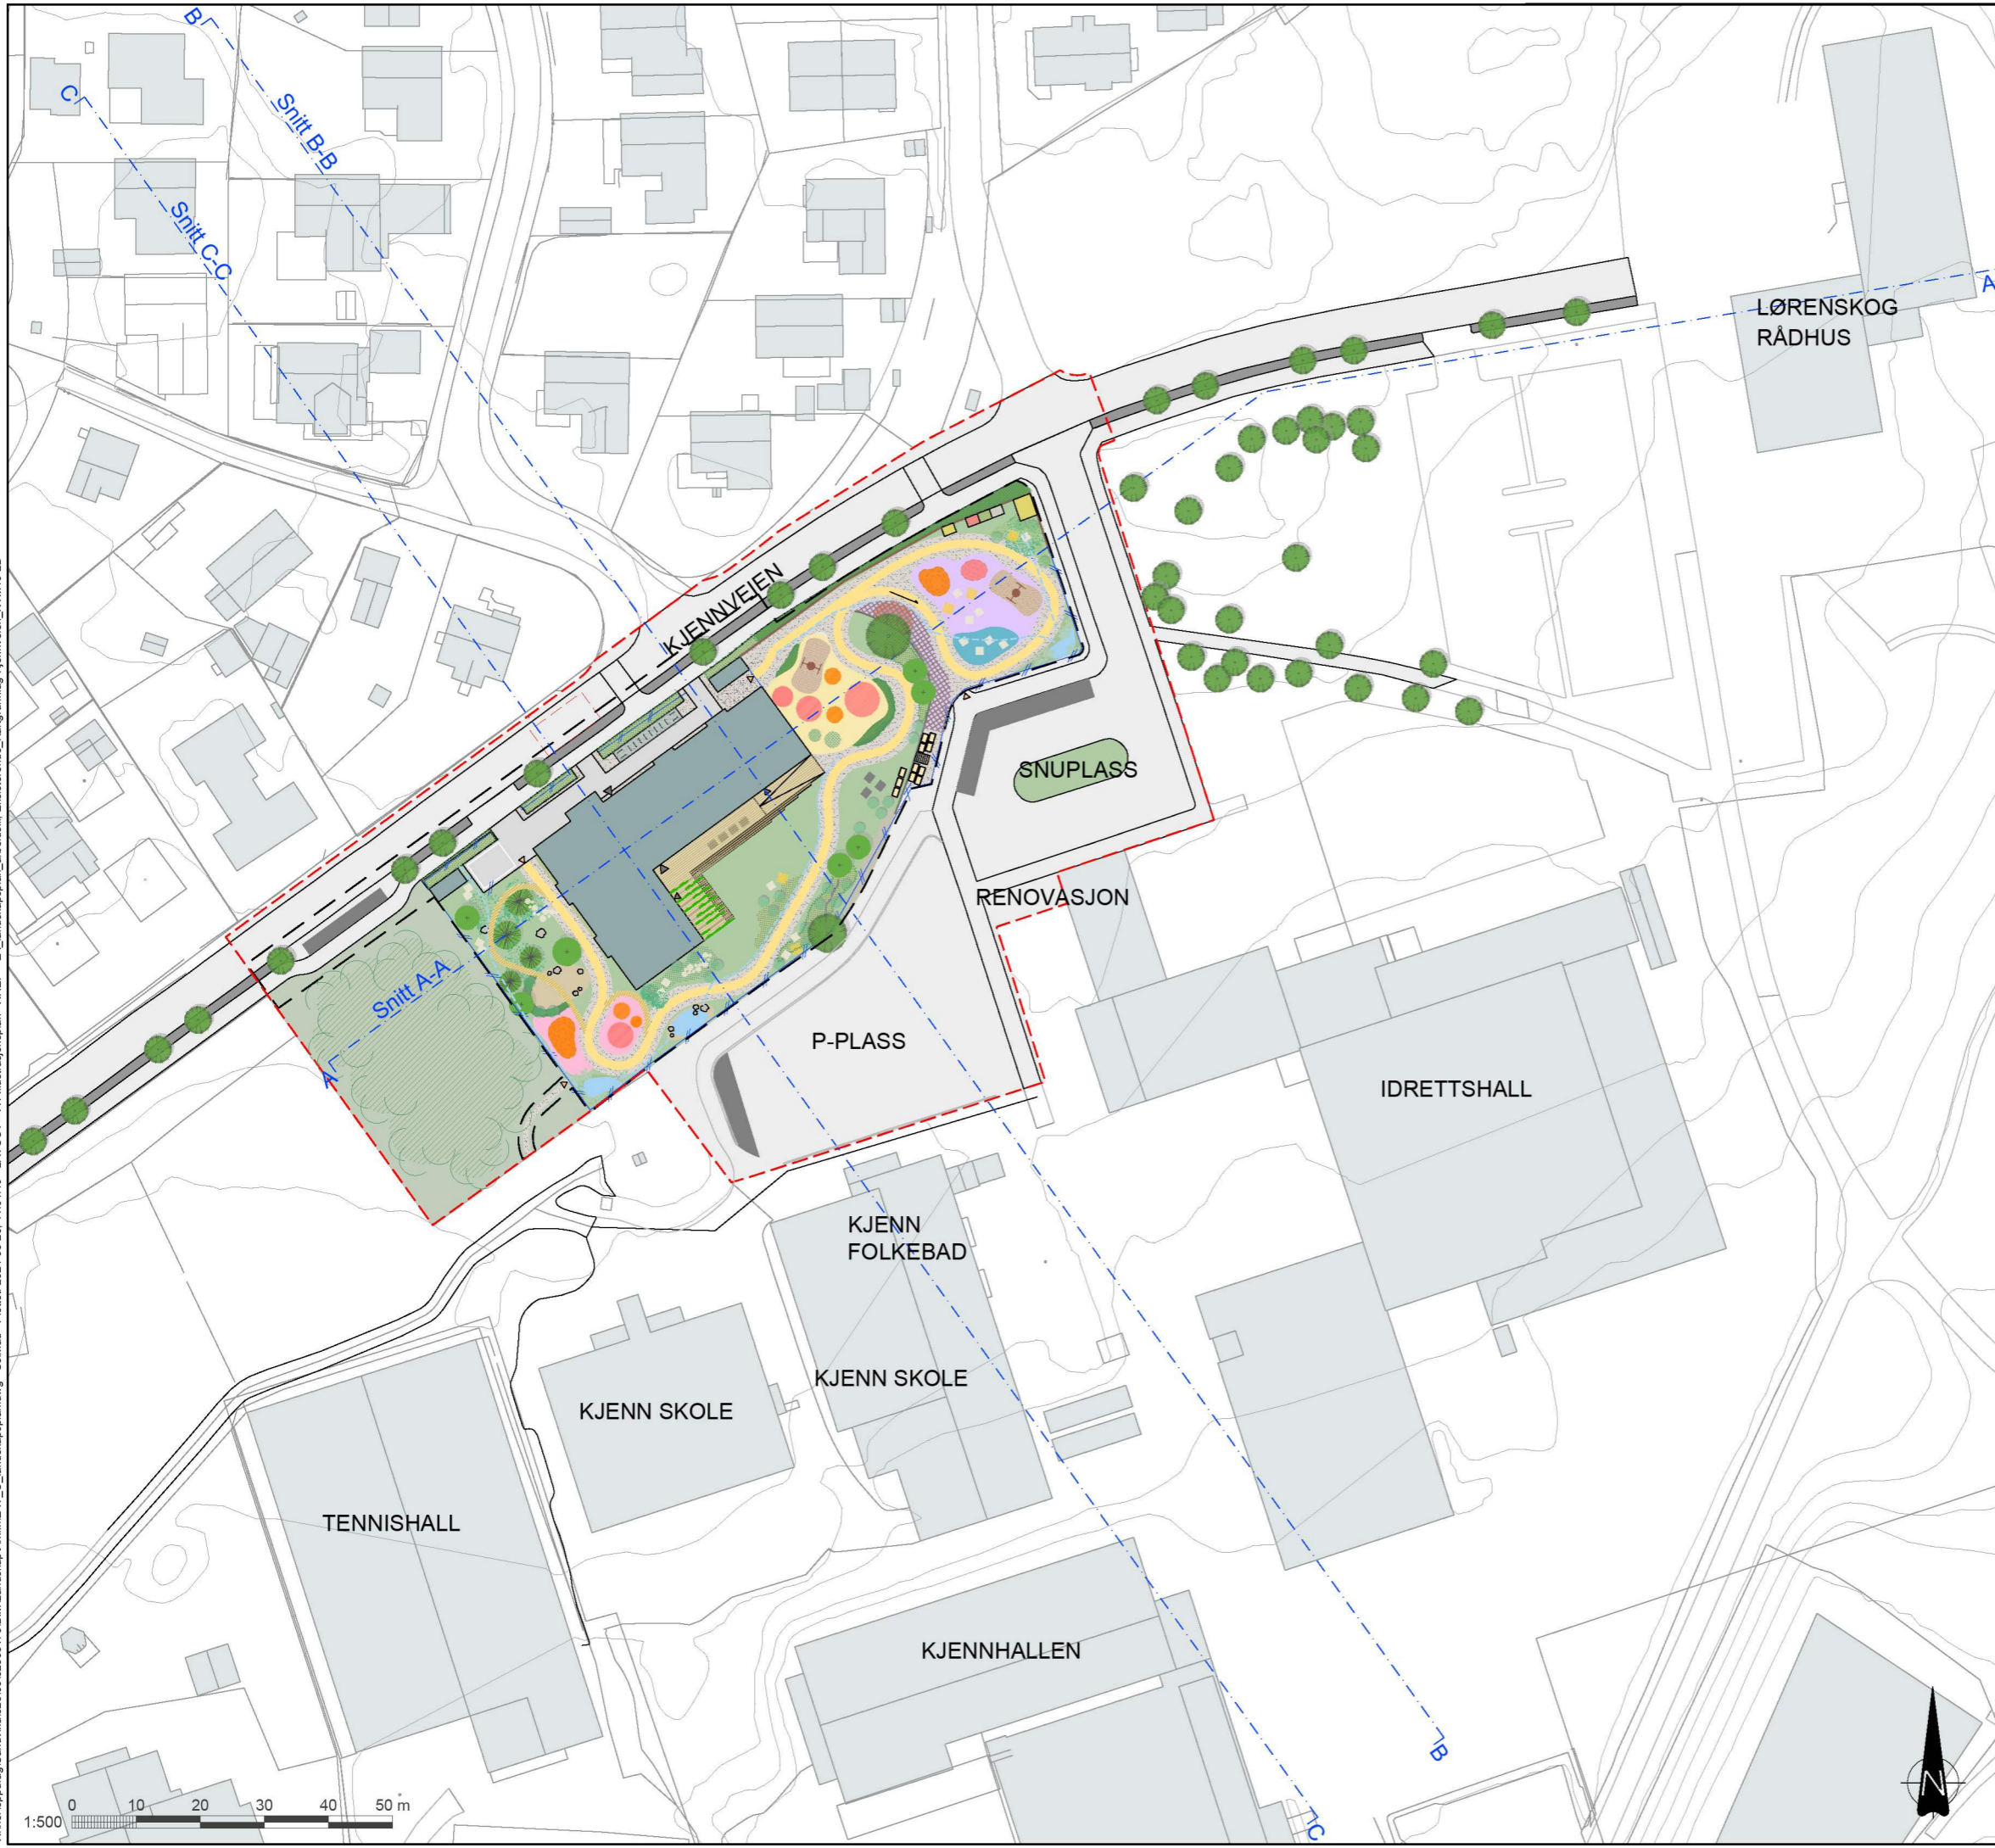 B
C
Snitt B-B
Snitt C-C
A
LØRENSKOG
RÅDHUS
KJENNVEIEN
SNUPLASS
RENOVASJON
Snitt A-A
A
P-PLASS
IDRETTSHALL
KJENN
FOLKEBAD
KJENN SKOLE
KJENN SKOLE
TENNISHALL
KJENNHALLEN
B
C
N
0 10 20 30 40 50 m
1:500